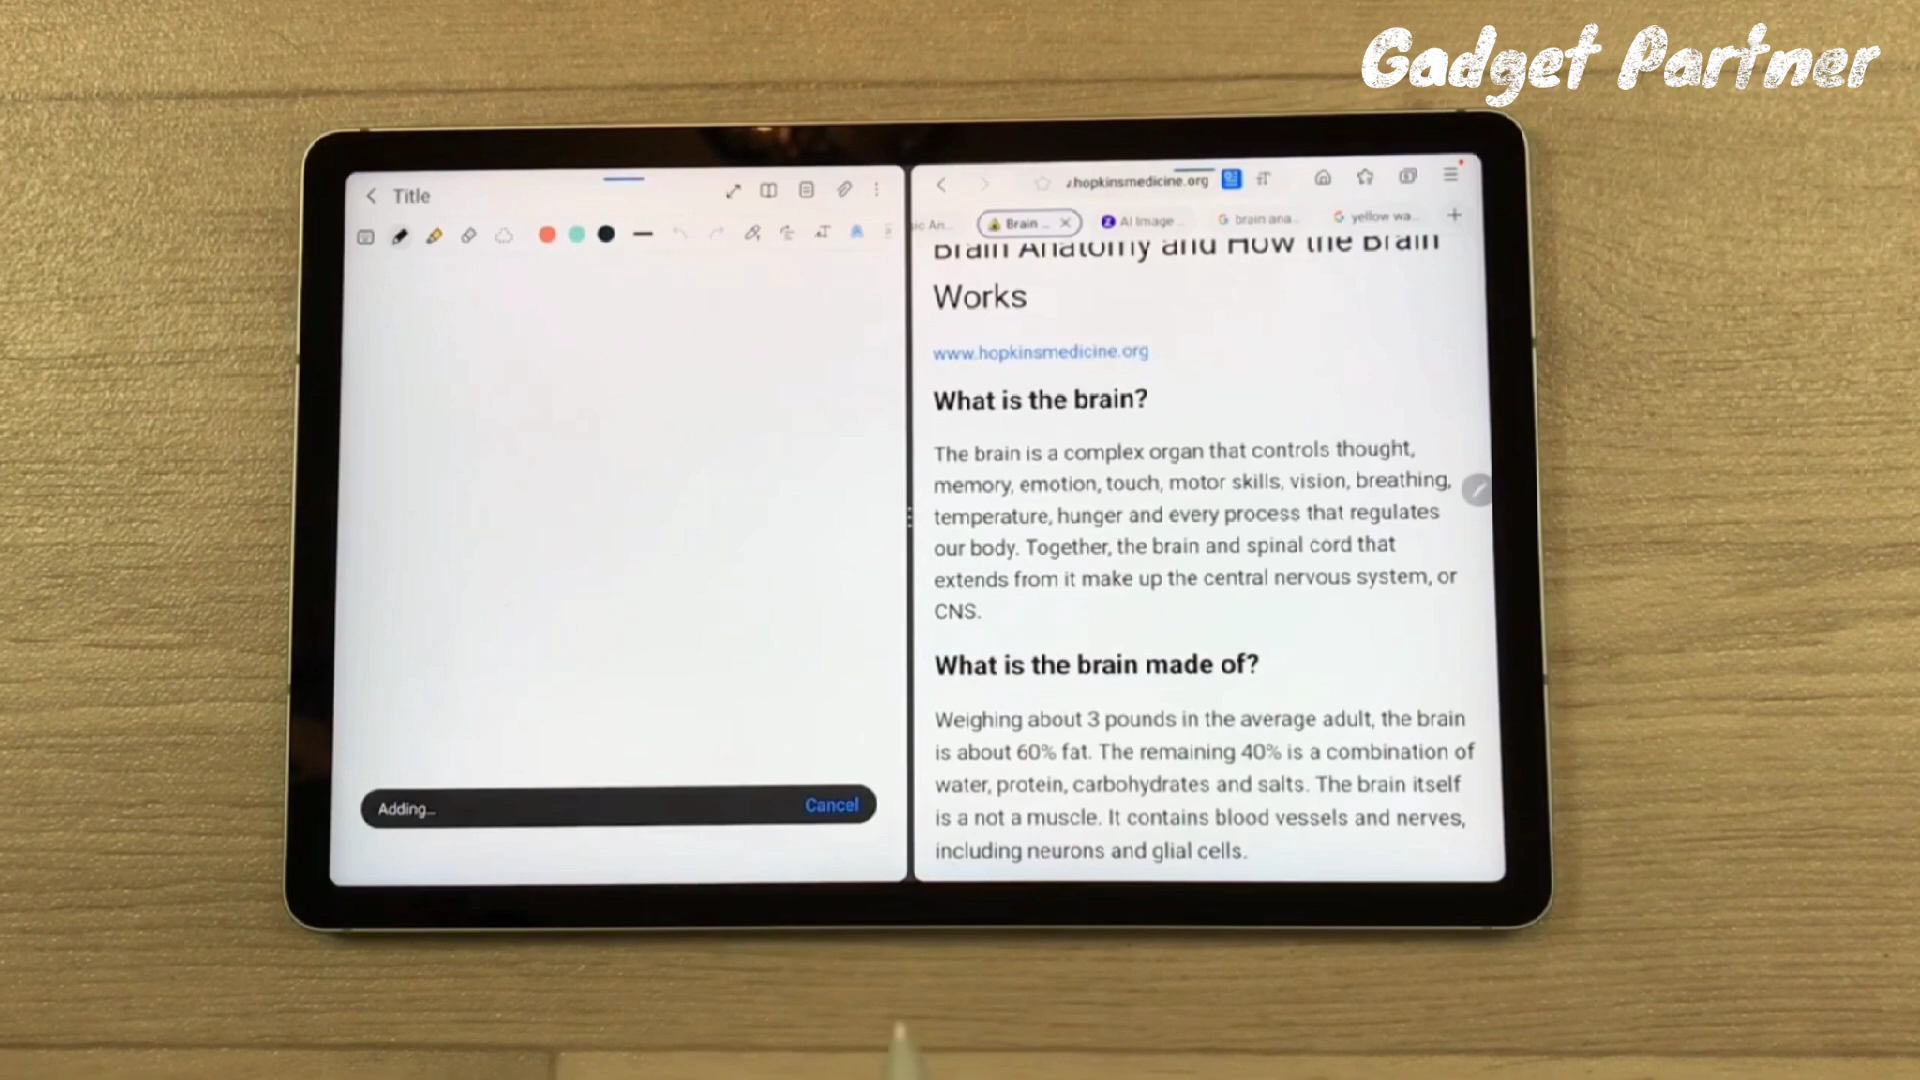 Gadget Partner
Title
hopkinsmedicine.org
Brain ...
AI Image ...
brain ana...
yellow wa...
Brain Anatomy and How the Brain
Works
www.hopkinsmedicine.org
What is the brain?
The brain is a complex organ that controls thought,
memory, emotion, touch, motor skills, vision, breathing,
temperature, hunger and every process that regulates
our body. Together, the brain and spinal cord that
extends from it make up the central nervous system, or
CNS.
What is the brain made of?
Weighing about 3 pounds in the average adult, the brain
is about 60% fat. The remaining 40% is a combination of
water, protein, carbohydrates and salts. The brain itself
is a not a muscle. It contains blood vessels and nerves,
including neurons and glial cells.
Adding...
Cancel